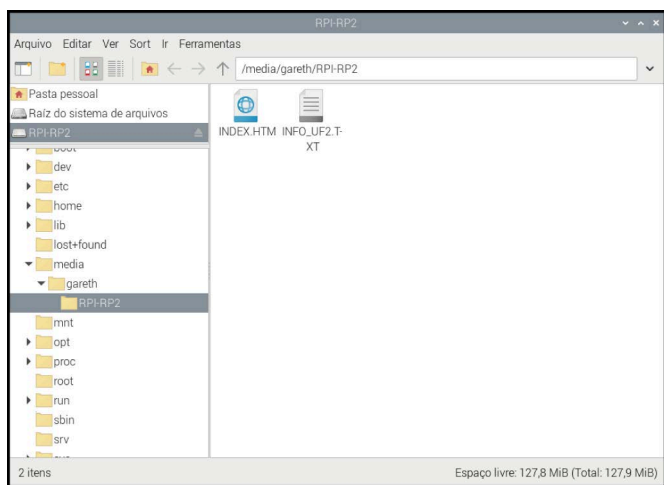 RPI-RP2
Arquivo Editar Ver Sort Ir Ferramentas
/media/gareth/RPI-RP2
Pasta pessoal
Raíz do sistema de arquivos
RPI-RP2
INDEX.HTM INFO_UF2.T-
XT
boot
dev
etc
home
lib
lost+found
media
gareth
RPI-RP2
mnt
opt
proc
root
run
sbin
srv
2 itens
Espaço livre: 127,8 MiB (Total: 127,9 MiB)